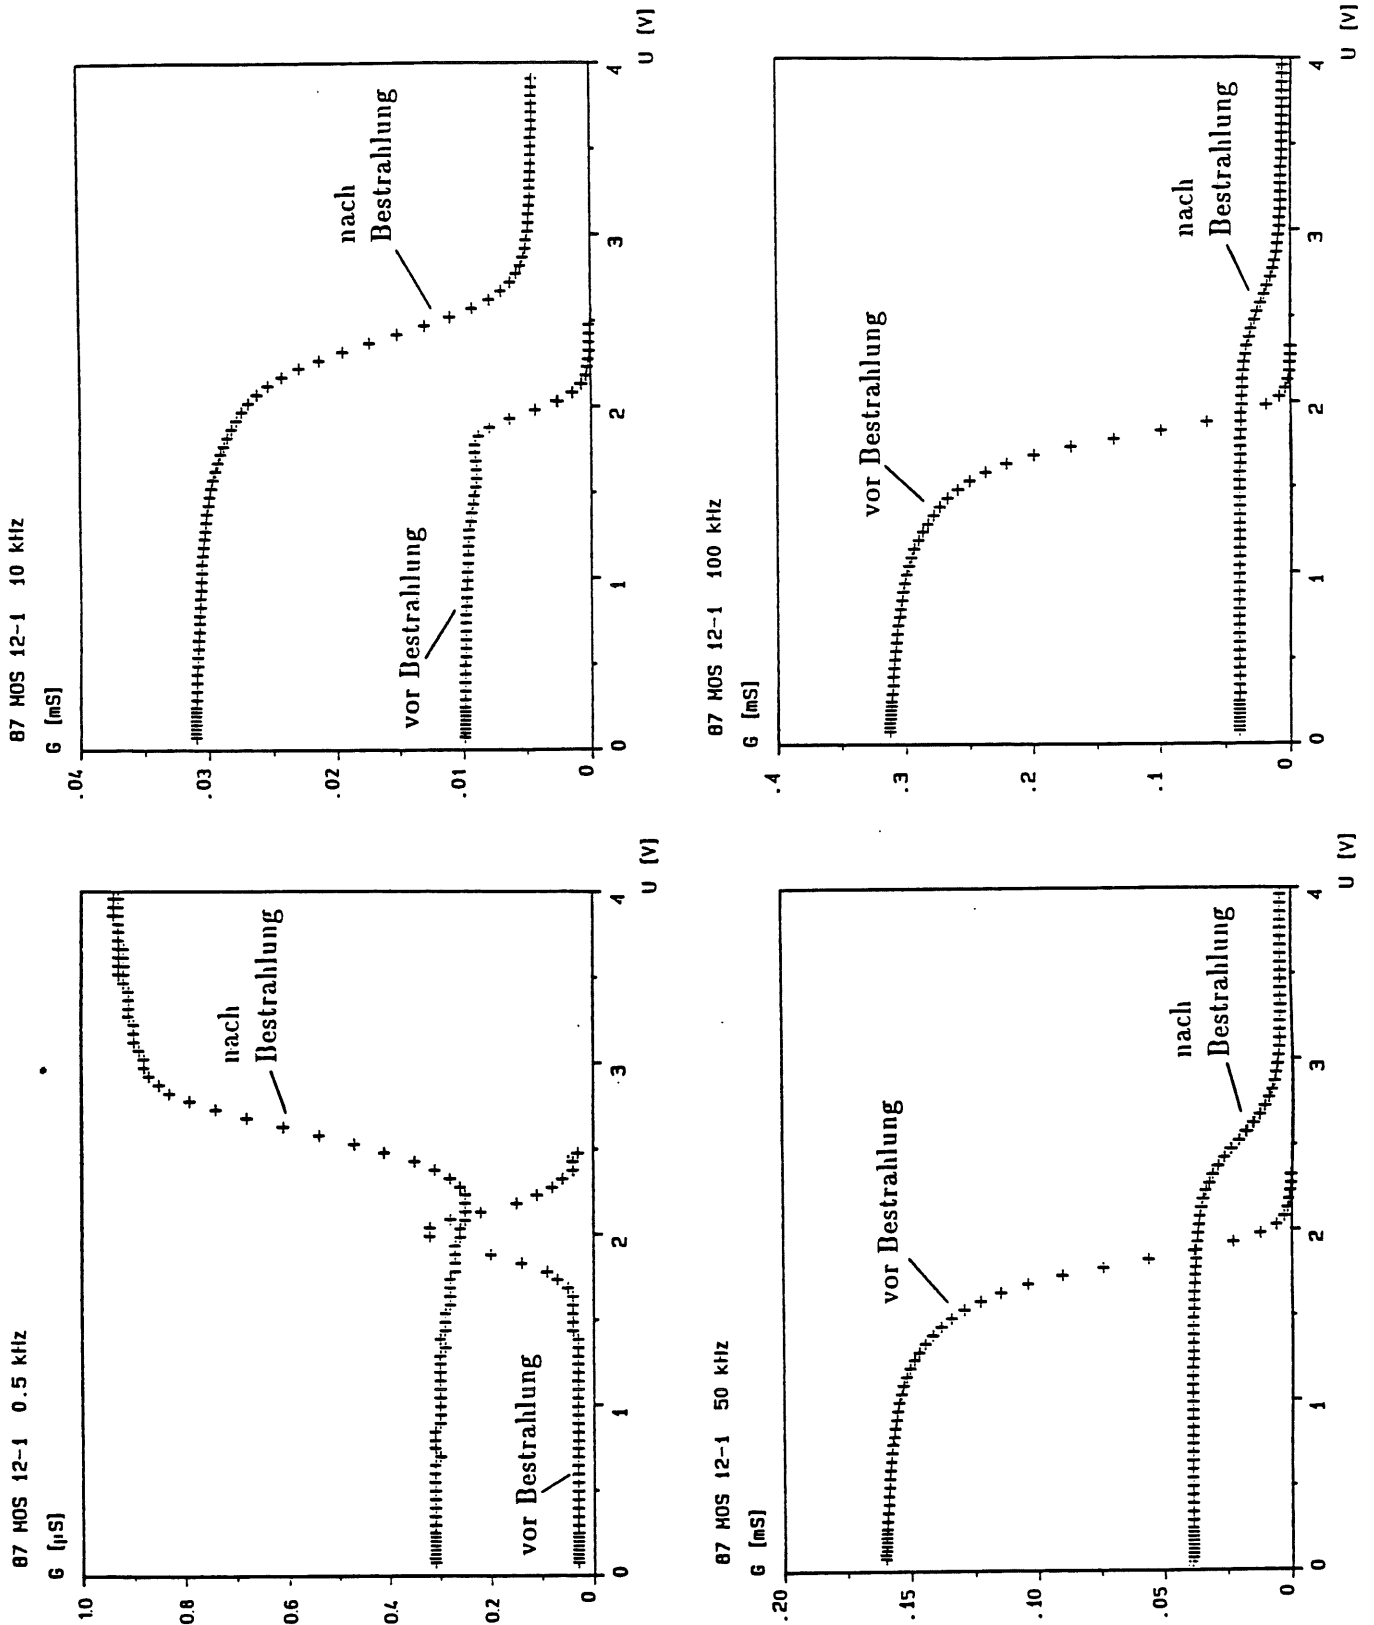 87 MOS 12-1 0.5 kHz
G [µS]
1.0
0.8
0.6
0.4
0.2
0
0
1
2
3
4
U [V]
vor Bestrahlung
nach
Bestrahlung
87 MOS 12-1 10 kHz
G [mS]
.04
.03
.02
.01
0
0
1
2
3
4
U [V]
vor Bestrahlung
nach
Bestrahlung
87 MOS 12-1 50 kHz
G [mS]
.20
.15
.10
.05
0
0
1
2
3
4
U [V]
vor Bestrahlung
nach
Bestrahlung
87 MOS 12-1 100 kHz
G [mS]
.4
.3
.2
.1
0
0
1
2
3
4
U [V]
vor Bestrahlung
nach
Bestrahlung